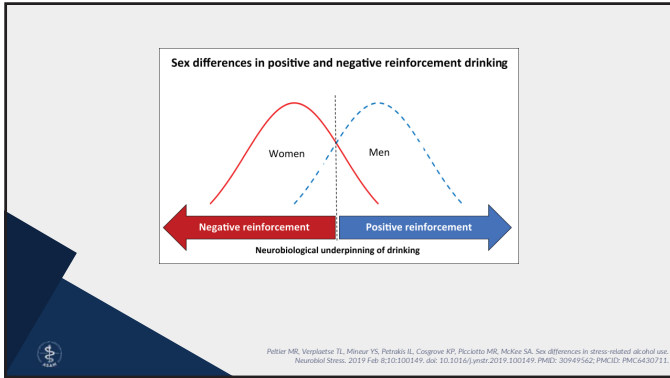 Sex differences in positive and negative reinforcement drinking
Women
Men
Negative reinforcement
Positive reinforcement
Neurobiological underpinning of drinking
Peltier MR, Verplaetse TL, Mineur YS, Petrakis IL, Cosgrove KP, Picciotto MR, McKee SA. Sex differences in stress-related alcohol use.
Neurobiol Stress. 2019 Feb 8;10:100149. doi: 10.1016/j.ynstr.2019.100149. PMID: 30949562; PMCID: PMC6430711.
ASAM